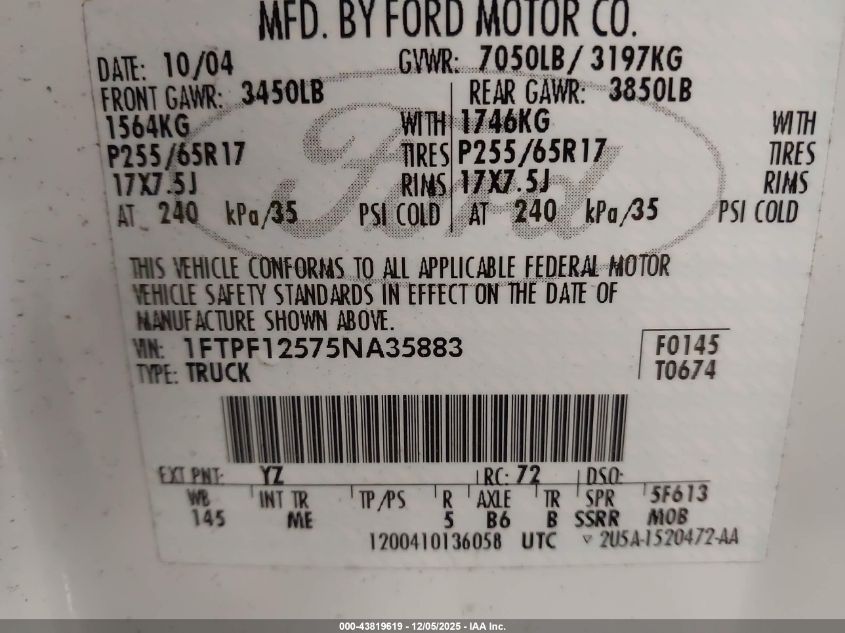 MFD. BY FORD MOTOR CO.
DATE: 10/04 GVWR: 7050LB/ 3197KG
FRONT GAWR: 3450LB REAR GAWR: 3850LB
1564KG WITH 1746KG WITH
P255/65R17 TIRES P255/65R17 TIRES
17X7.5J RIMS 17X7.5J RIMS
AT 240 kPa/35 PSI COLD AT 240 kPa/35 PSI COLD
THIS VEHICLE CONFORMS TO ALL APPLICABLE FEDERAL MOTOR
VEHICLE SAFETY STANDARDS IN EFFECT ON THE DATE OF
MANUFACTURE SHOWN ABOVE.
VIN: 1FTPF12575NA35883 F0145
TYPE: TRUCK T0674
EXT PNT: YZ RC: 72 DSO:
WB INT TR TP/PS R AXLE TR SPR 5F613
145 ME 5 B6 B SSRR MOB
1200410136058 UTC ▽ 2U5A-1520472-AA
Ford
000-43819619 - 12/05/2025 - IAA Inc.